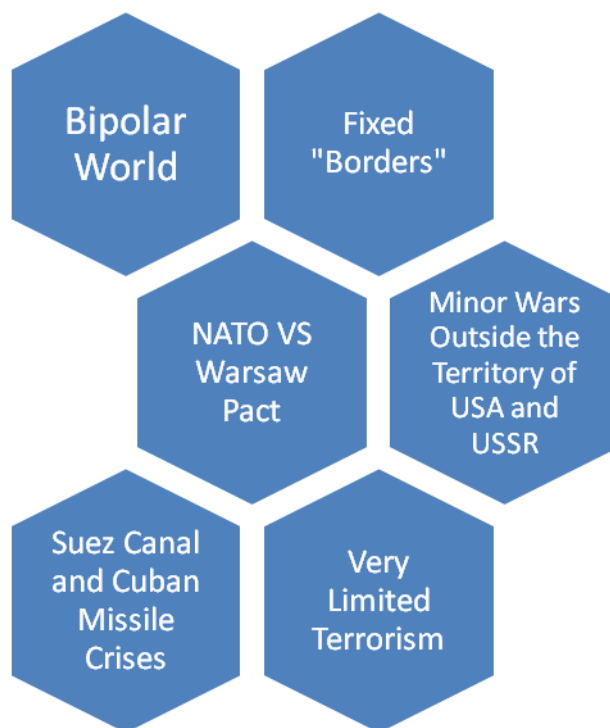 Bipolar
World
Fixed
"Borders"
NATO VS
Warsaw
Pact
Minor Wars
Outside the
Territory of
USA and
USSR
Suez Canal
and Cuban
Missile
Crises
Very
Limited
Terrorism